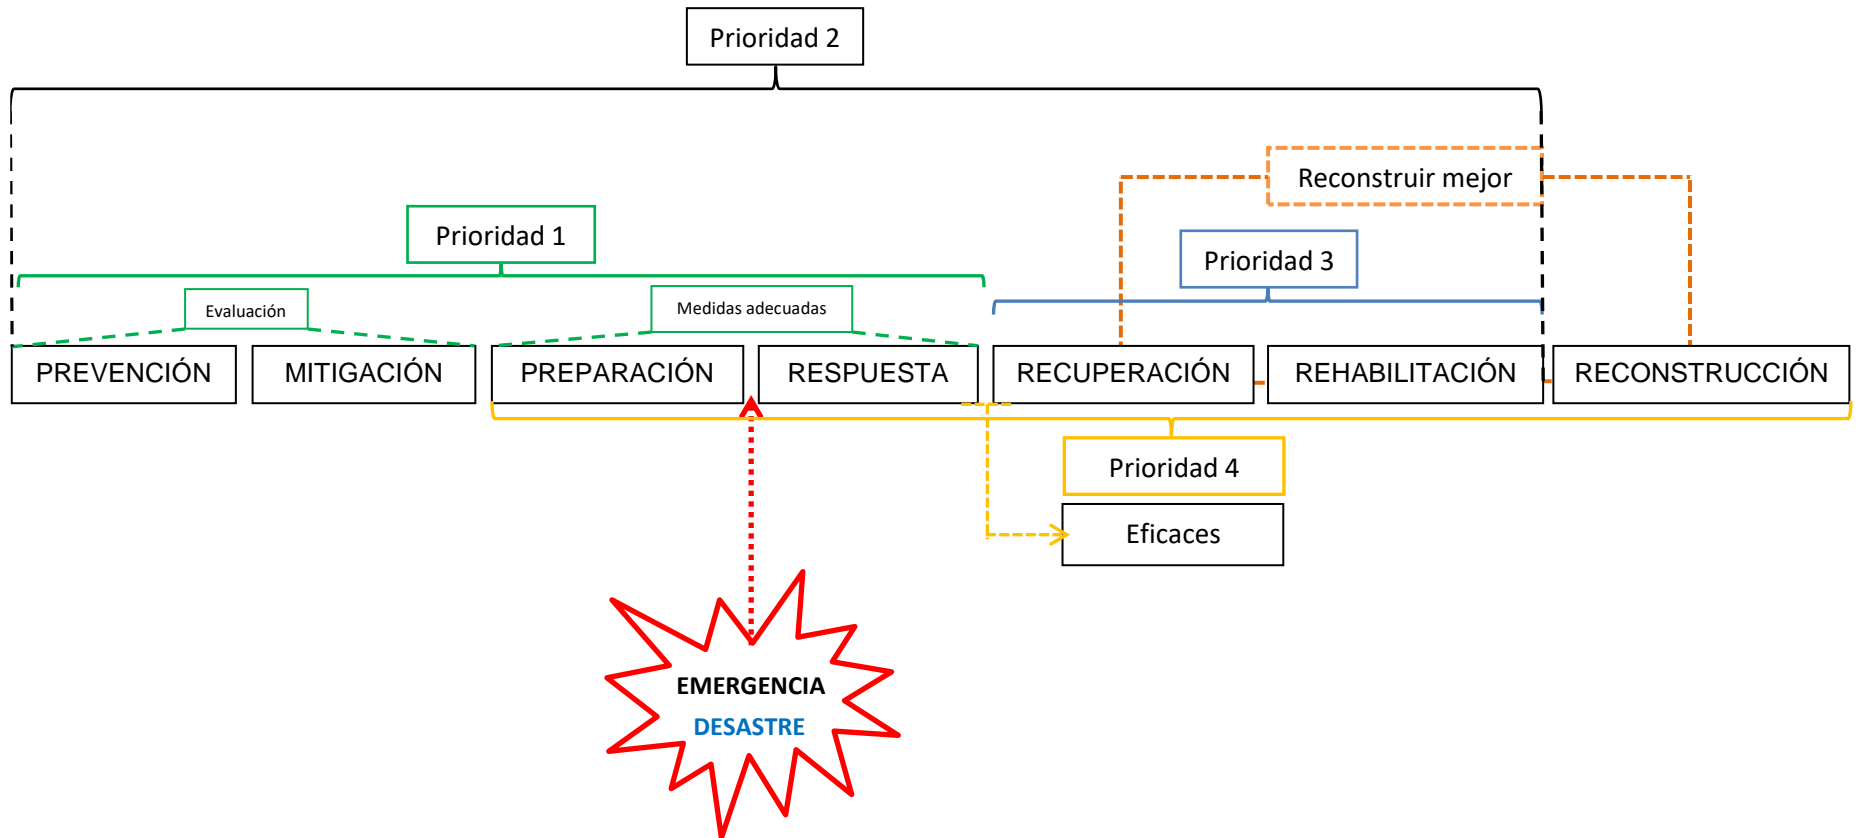 Prioridad 2
Reconstruir mejor
Prioridad 1
Prioridad 3
Evaluación
Medidas adecuadas
PREVENCIÓN
MITIGACIÓN
PREPARACIÓN
RESPUESTA
RECUPERACIÓN
REHABILITACIÓN
RECONSTRUCCIÓN
Prioridad 4
Eficaces
EMERGENCIA
DESASTRE